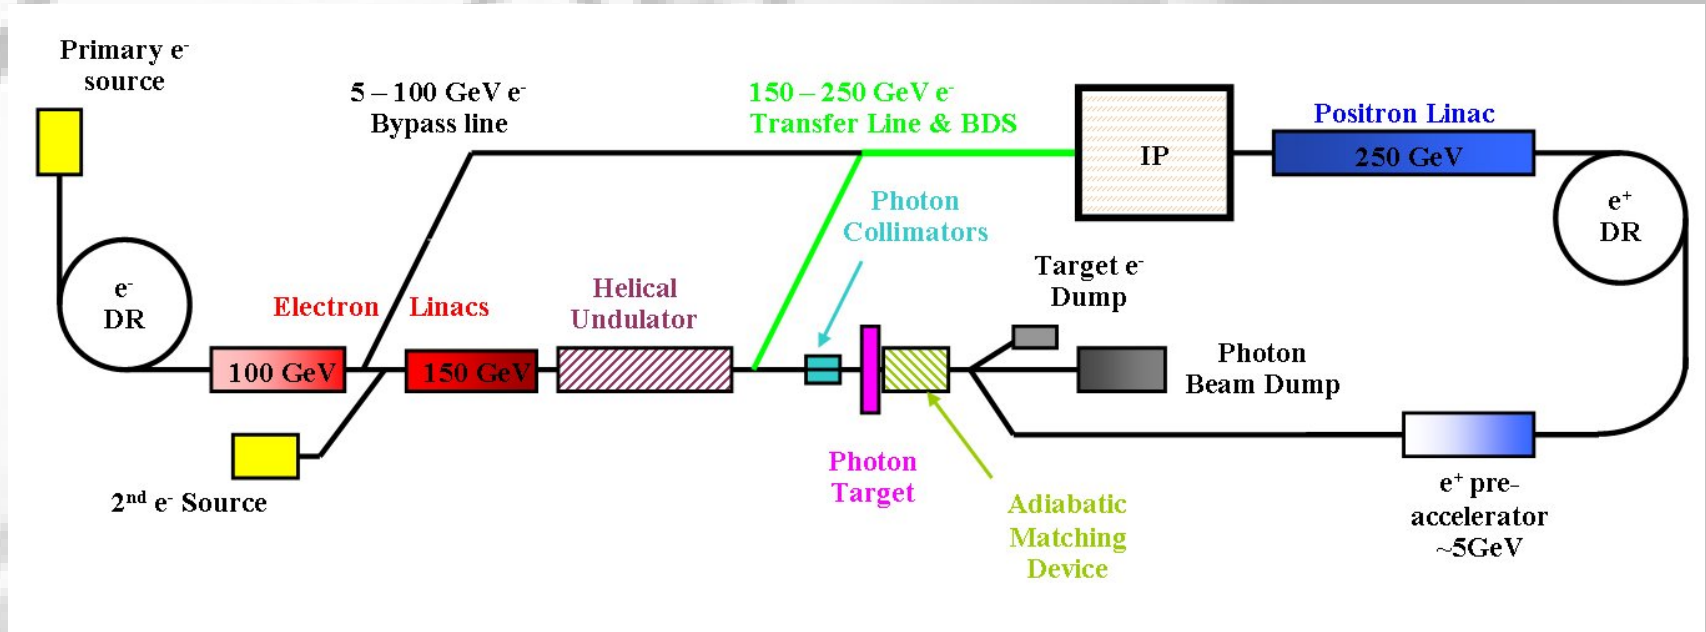 Primary e⁻
source
5 – 100 GeV e⁻
Bypass line
150 – 250 GeV e⁻
Transfer Line & BDS
Positron Linac
250 GeV
IP
e⁺
DR
Photon
Collimators
Target e⁻
Dump
e⁻
DR
Electron Linacs
Helical
Undulator
100 GeV
150 GeV
Photon
Beam Dump
2ⁿᵈ e⁻ Source
Photon
Target
Adiabatic
Matching
Device
e⁺ pre-
accelerator
~5GeV